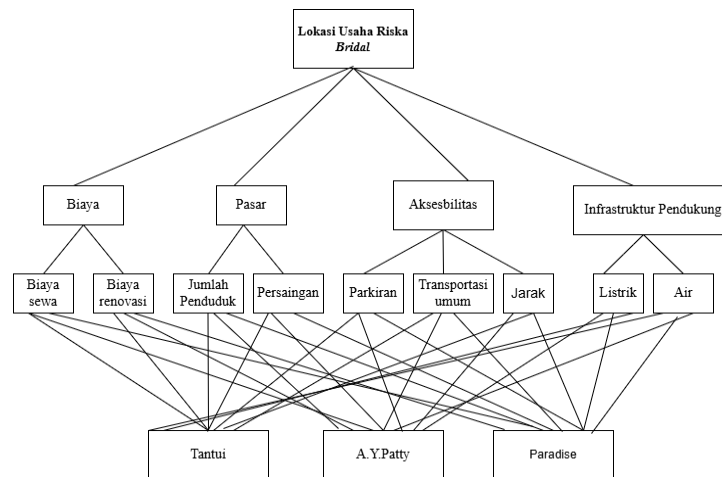 Lokasi Usaha Riska
Bridal
Biaya
Pasar
Aksesbilitas
Infrastruktur Pendukung
Biaya
sewa
Biaya
renovasi
Jumlah
Penduduk
Persaingan
Parkiran
Transportasi
umum
Jarak
Listrik
Air
Tantui
A.Y.Patty
Paradise